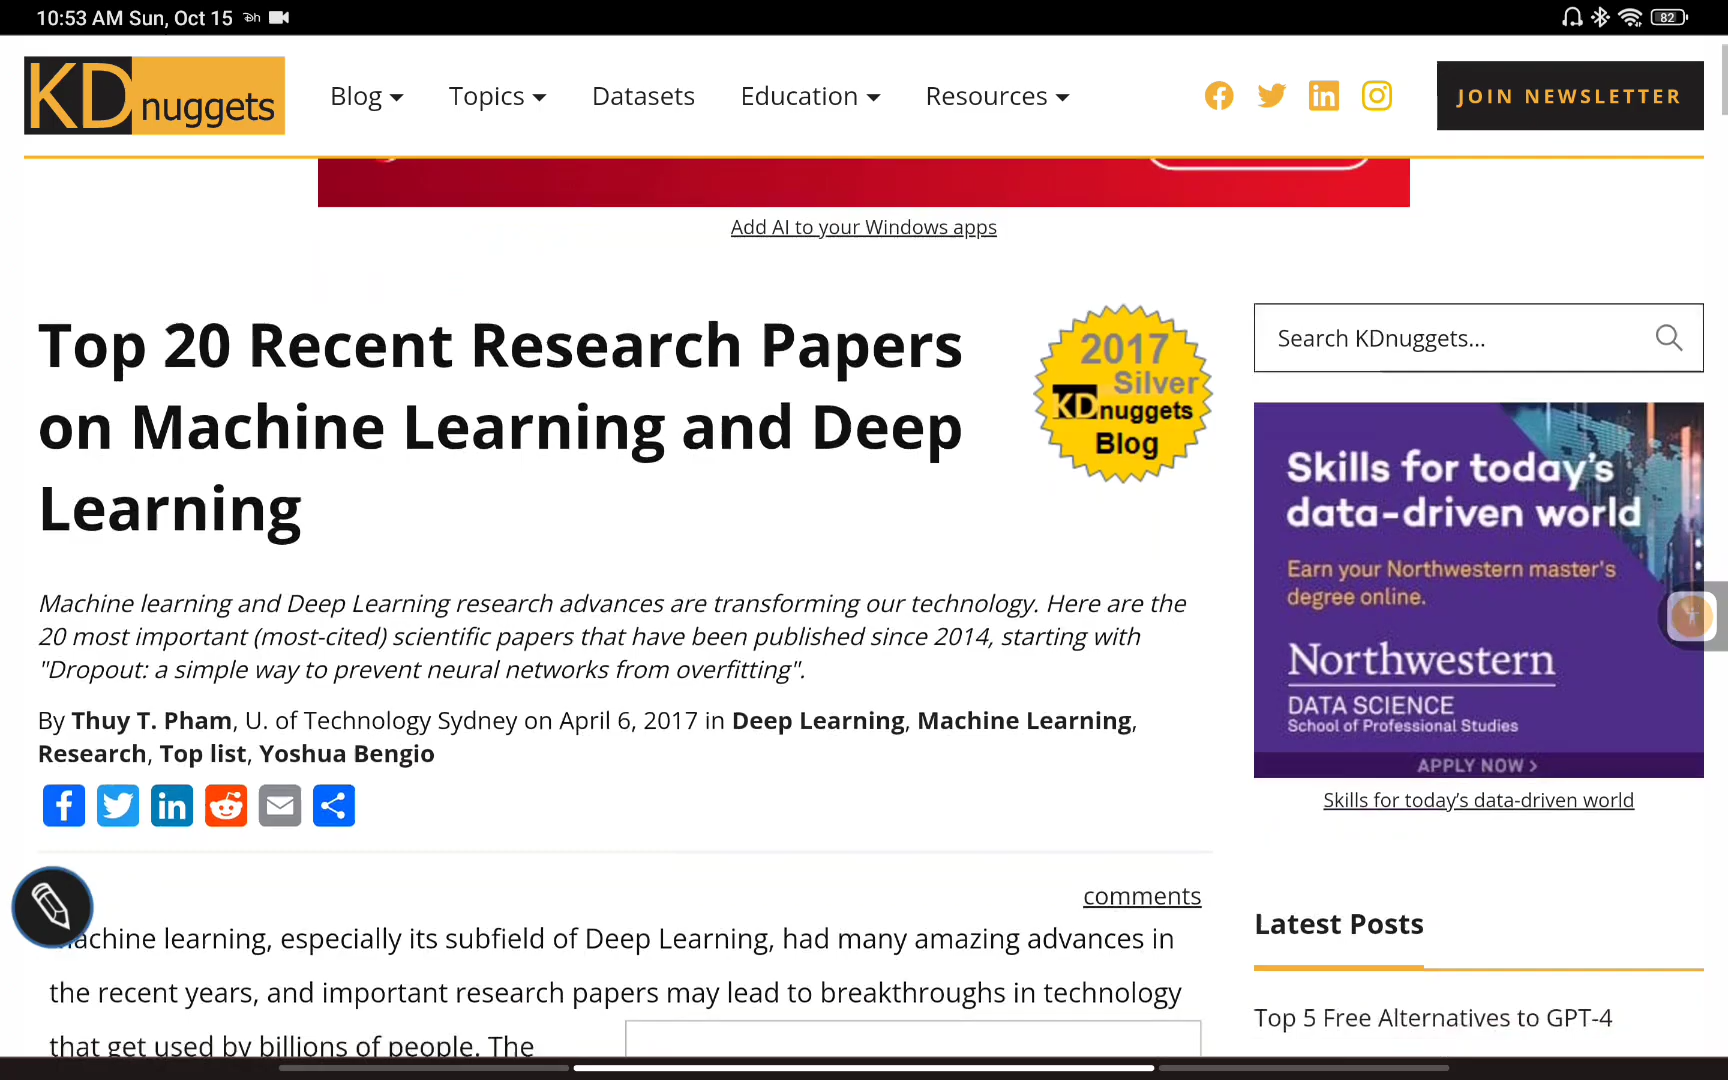 10:53 AM Sun, Oct 15
82
KDnuggets
Blog
Topics
Datasets
Education
Resources
JOIN NEWSLETTER
Add AI to your Windows apps
Top 20 Recent Research Papers
on Machine Learning and Deep
Learning
2017
Silver
KDnuggets
Blog
Machine learning and Deep Learning research advances are transforming our technology. Here are the
20 most important (most-cited) scientific papers that have been published since 2014, starting with
"Dropout: a simple way to prevent neural networks from overfitting".
By Thuy T. Pham, U. of Technology Sydney on April 6, 2017 in Deep Learning, Machine Learning,
Research, Top list, Yoshua Bengio
comments
achine learning, especially its subfield of Deep Learning, had many amazing advances in
the recent years, and important research papers may lead to breakthroughs in technology
that get used by billions of people. The
Search KDnuggets...
Skills for today's
data-driven world
Earn your Northwestern master's
degree online.
Northwestern
DATA SCIENCE
School of Professional Studies
APPLY NOW >
Skills for today's data-driven world
Latest Posts
Top 5 Free Alternatives to GPT-4